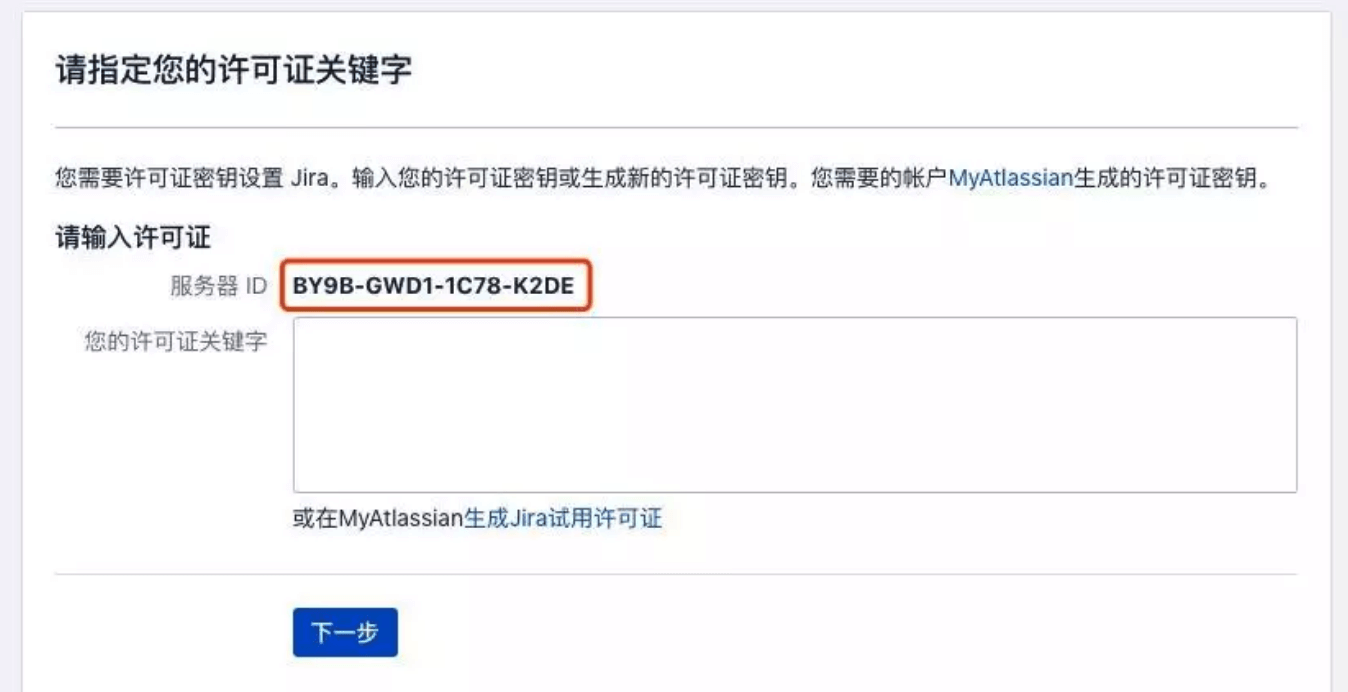 请指定您的许可证关键字
您需要许可证密钥设置 Jira。输入您的许可证密钥或生成新的许可证密钥。您需要的帐户MyAtlassian生成的许可证密钥。
请输入许可证
服务器 ID BY9B-GWD1-1C78-K2DE
您的许可证关键字
或在MyAtlassian生成Jira试用许可证
下一步